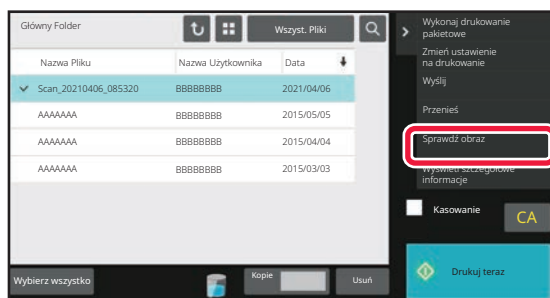 Główny Folder
Wszyst. Pliki
Nazwa Pliku Nazwa Użytkownika Data
Scan_20210406_085320 BBBBBBBB 2021/04/06
AAAAAAA BBBBBBBB 2015/05/05
AAAAAAA BBBBBBBB 2015/04/04
AAAAAAA BBBBBBBB 2015/03/03
Wybierz wszystko
Kopie
Usuń
Wykonaj drukowanie
pakietowe
Zmień ustawienie
na drukowanie
Wyślij
Przenieś
Sprawdź obraz
Wyświetl szczegółowe
informacje
Kasowanie
CA
Drukuj teraz